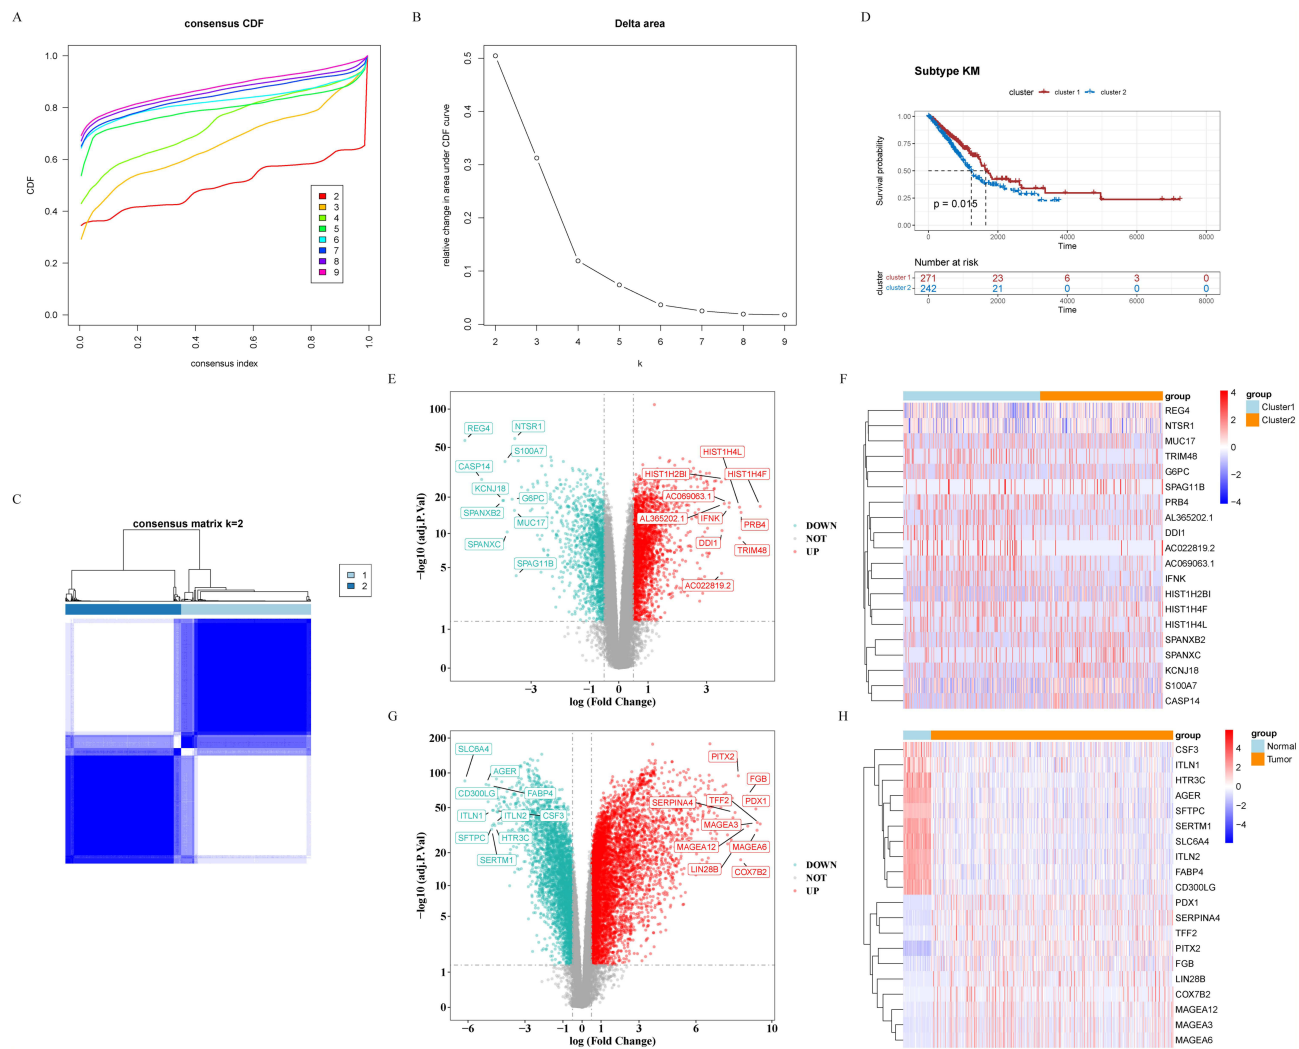 A
consensus CDF
CDF
1.0
0.8
0.6
0.4
0.2
0.0
2
3
4
5
6
7
8
9
0.0
0.2
0.4
0.6
0.8
1.0
consensus index
B
Delta area
relative change in area under CDF curve
0.5
0.4
0.3
0.2
0.1
0.0
2
3
4
5
6
7
8
9
k
D
Subtype KM
cluster
cluster 1
cluster 2
Survival probability
1.00
0.75
0.50
0.25
0.00
p = 0.015
0
2000
4000
6000
8000
Time
Number at risk
cluster
cluster 1
271
23
6
3
0
cluster 2
242
21
0
0
0
0
2000
4000
6000
8000
Time
C
consensus matrix k=2
1
2
E
−log10 (adj.P.Val)
100
50
20
10
5
1
0
REG4
NTSR1
S100A7
CASP14
KCNJ18
G6PC
SPANXB2
MUC17
SPANXC
SPAG11B
HIST1H4L
HIST1H2BI
HIST1H4F
AC069063.1
AL365202.1
IFNK
PRB4
DDI1
TRIM48
AC022819.2
DOWN
NOT
UP
−3
−1
0
1
3
log (Fold Change)
F
group
REG4
NTSR1
MUC17
TRIM48
G6PC
SPAG11B
PRB4
AL365202.1
DDI1
AC022819.2
AC069063.1
IFNK
HIST1H2BI
HIST1H4F
HIST1H4L
SPANXB2
SPANXC
KCNJ18
S100A7
CASP14
4
2
0
−2
−4
group
Cluster1
Cluster2
G
−log10 (adj.P.Val)
200
100
50
20
10
5
1
0
SLC6A4
AGER
CD300LG
FABP4
ITLN1
ITLN2
CSF3
SFTPC
HTR3C
SERTM1
PITX2
FGB
SERPINA4
TFF2
PDX1
MAGEA3
MAGEA12
MAGEA6
LIN28B
COX7B2
DOWN
NOT
UP
−6
−3
−1
0
1
3
6
10
log (Fold Change)
H
group
CSF3
ITLN1
HTR3C
AGER
SFTPC
SERTM1
SLC6A4
ITLN2
FABP4
CD300LG
PDX1
SERPINA4
TFF2
PITX2
FGB
LIN28B
COX7B2
MAGEA12
MAGEA3
MAGEA6
4
2
0
−2
−4
group
Normal
Tumor